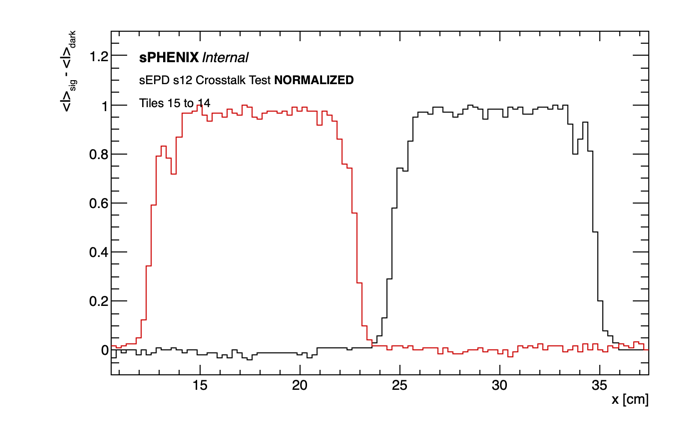 <I>sig - <I>dark
sPHENIX Internal
sEPD s12 Crosstalk Test NORMALIZED
Tiles 15 to 14
1.2
1
0.8
0.6
0.4
0.2
0
15 20 25 30 35
x [cm]